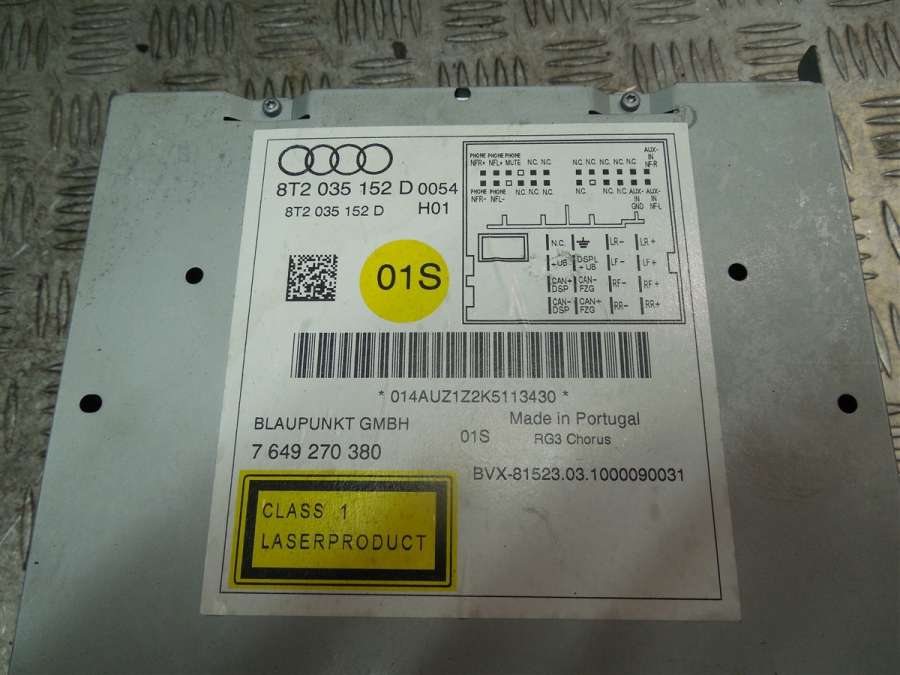 8T2 035 152 D 0054
8T2 035 152 D H01
01S
PHONE PHONE PHONE
NFR+ NFL+ MUTE N.C. N.C.
N.C. N.C. N.C. N.C. N.C. AUX-IN NF-R
PHONE PHONE
NFR- NFL- N.C. N.C. N.C.
N.C. N.C. N.C. AUX-IN GND AUX-IN NF-L
N.C. LR- LR+
+UB DSPL +UB LF- LF+
CAN+ DSP CAN- FZG RF- RF+
CAN- DSP CAN+ FZG RR- RR+
* 014AUZ1Z2K5113430 *
BLAUPUNKT GMBH
7 649 270 380
Made in Portugal
01S RG3 Chorus
BVX-81523.03.1000090031
CLASS 1
LASERPRODUCT